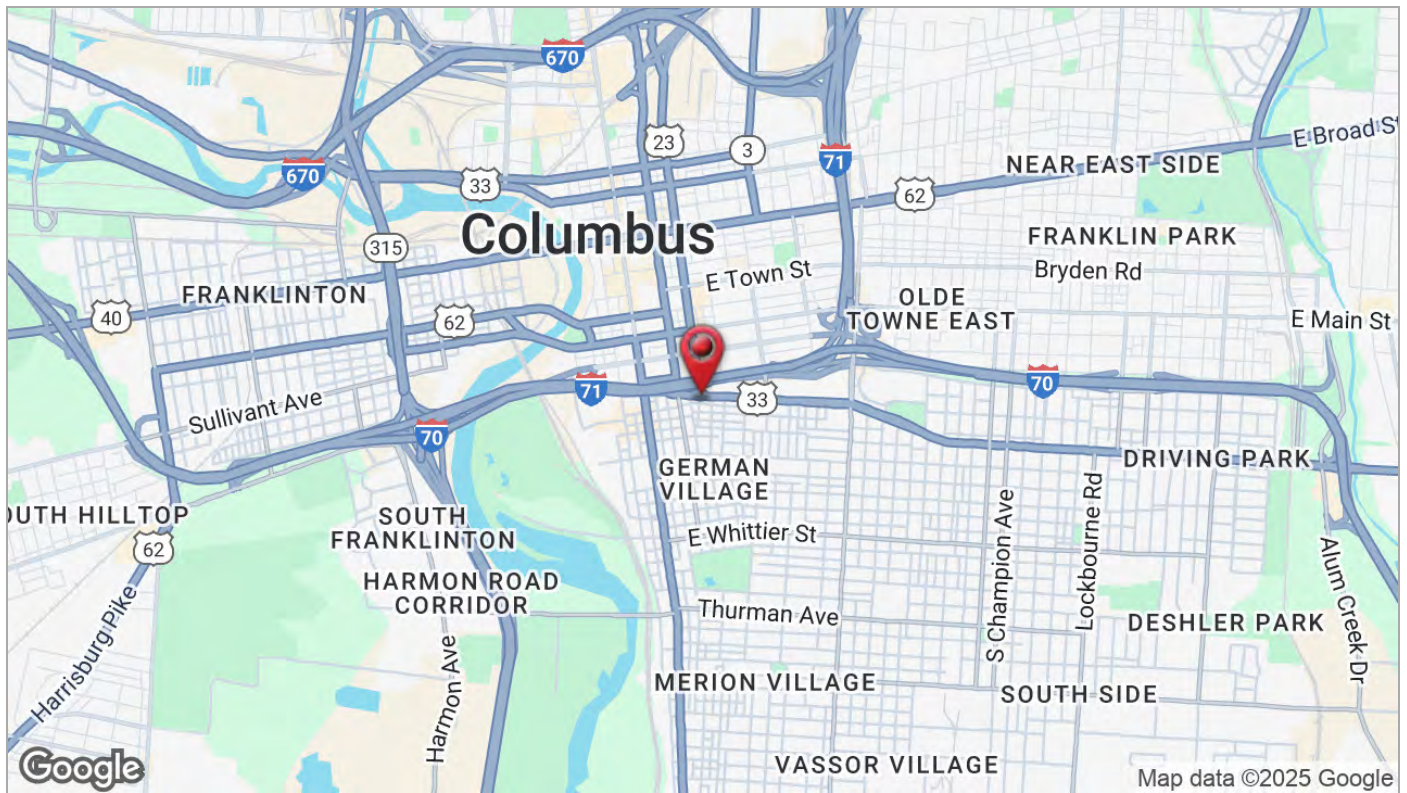 670
23
3
E Broad St
670
33
71
NEAR EAST SIDE
62
Columbus
315
FRANKLIN PARK
Bryden Rd
E Town St
FRANKLINTON
OLDE
TOWNE EAST
40
62
E Main St
71
33
70
Sullivant Ave
70
GERMAN
VILLAGE
DRIVING PARK
OUTH HILLTOP
SOUTH
FRANKLINTON
62
E Whittier St
S Champion Ave
Lockbourne Rd
Alum Creek Dr
HARMON ROAD
CORRIDOR
Thurman Ave
DESHLER PARK
Harrisburg Pike
Harmon Ave
MERION VILLAGE
SOUTH SIDE
VASSOR VILLAGE
Google
Map data ©2025 Google